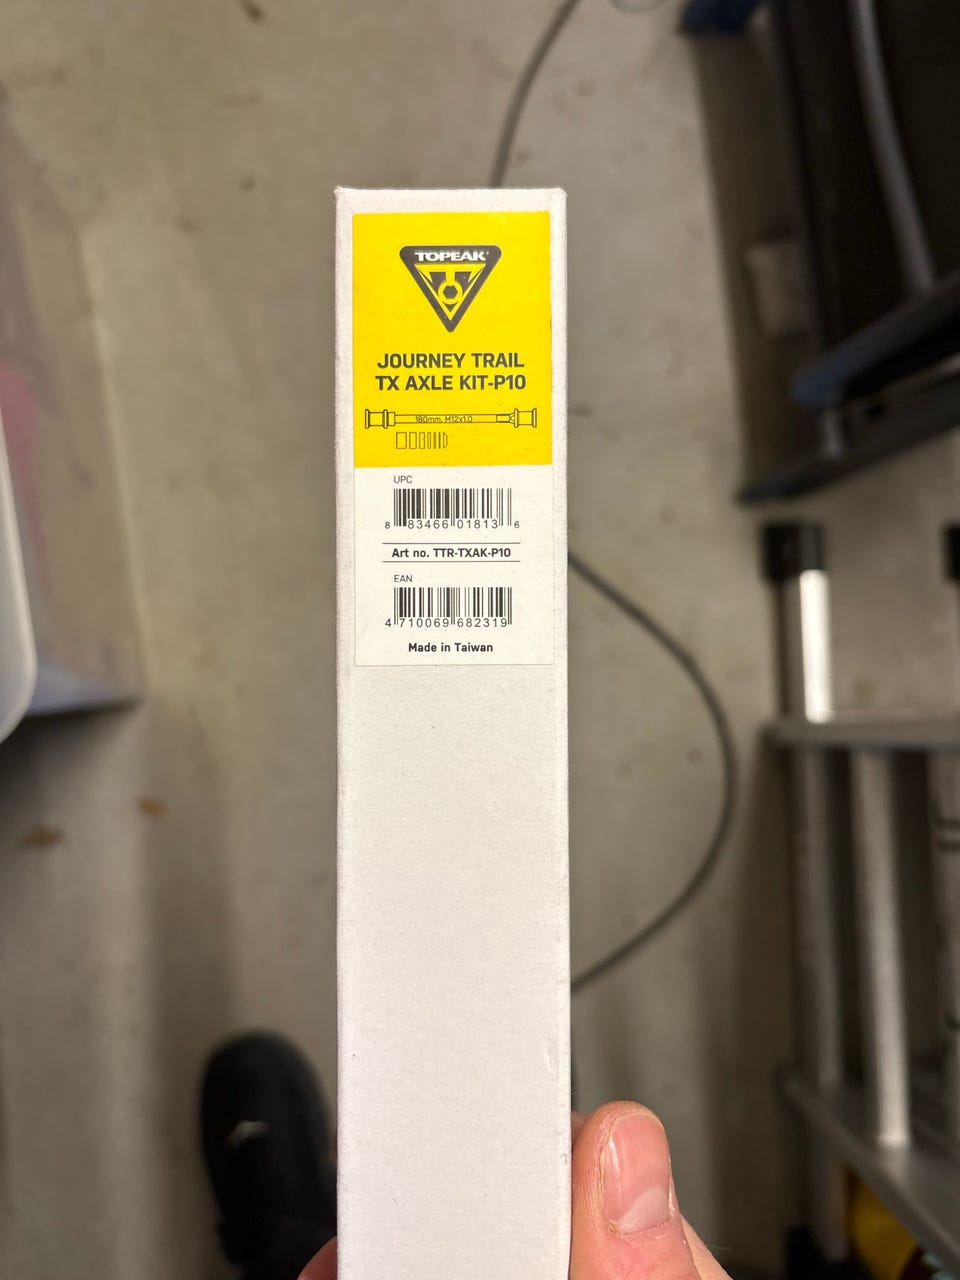 TOPEAK
JOURNEY TRAIL
TX AXLE KIT-P10
180mm. M12x1.0
UPC
8 83466 01813 6
Art no. TTR-TXAK-P10
EAN
4 710069 682319
Made in Taiwan